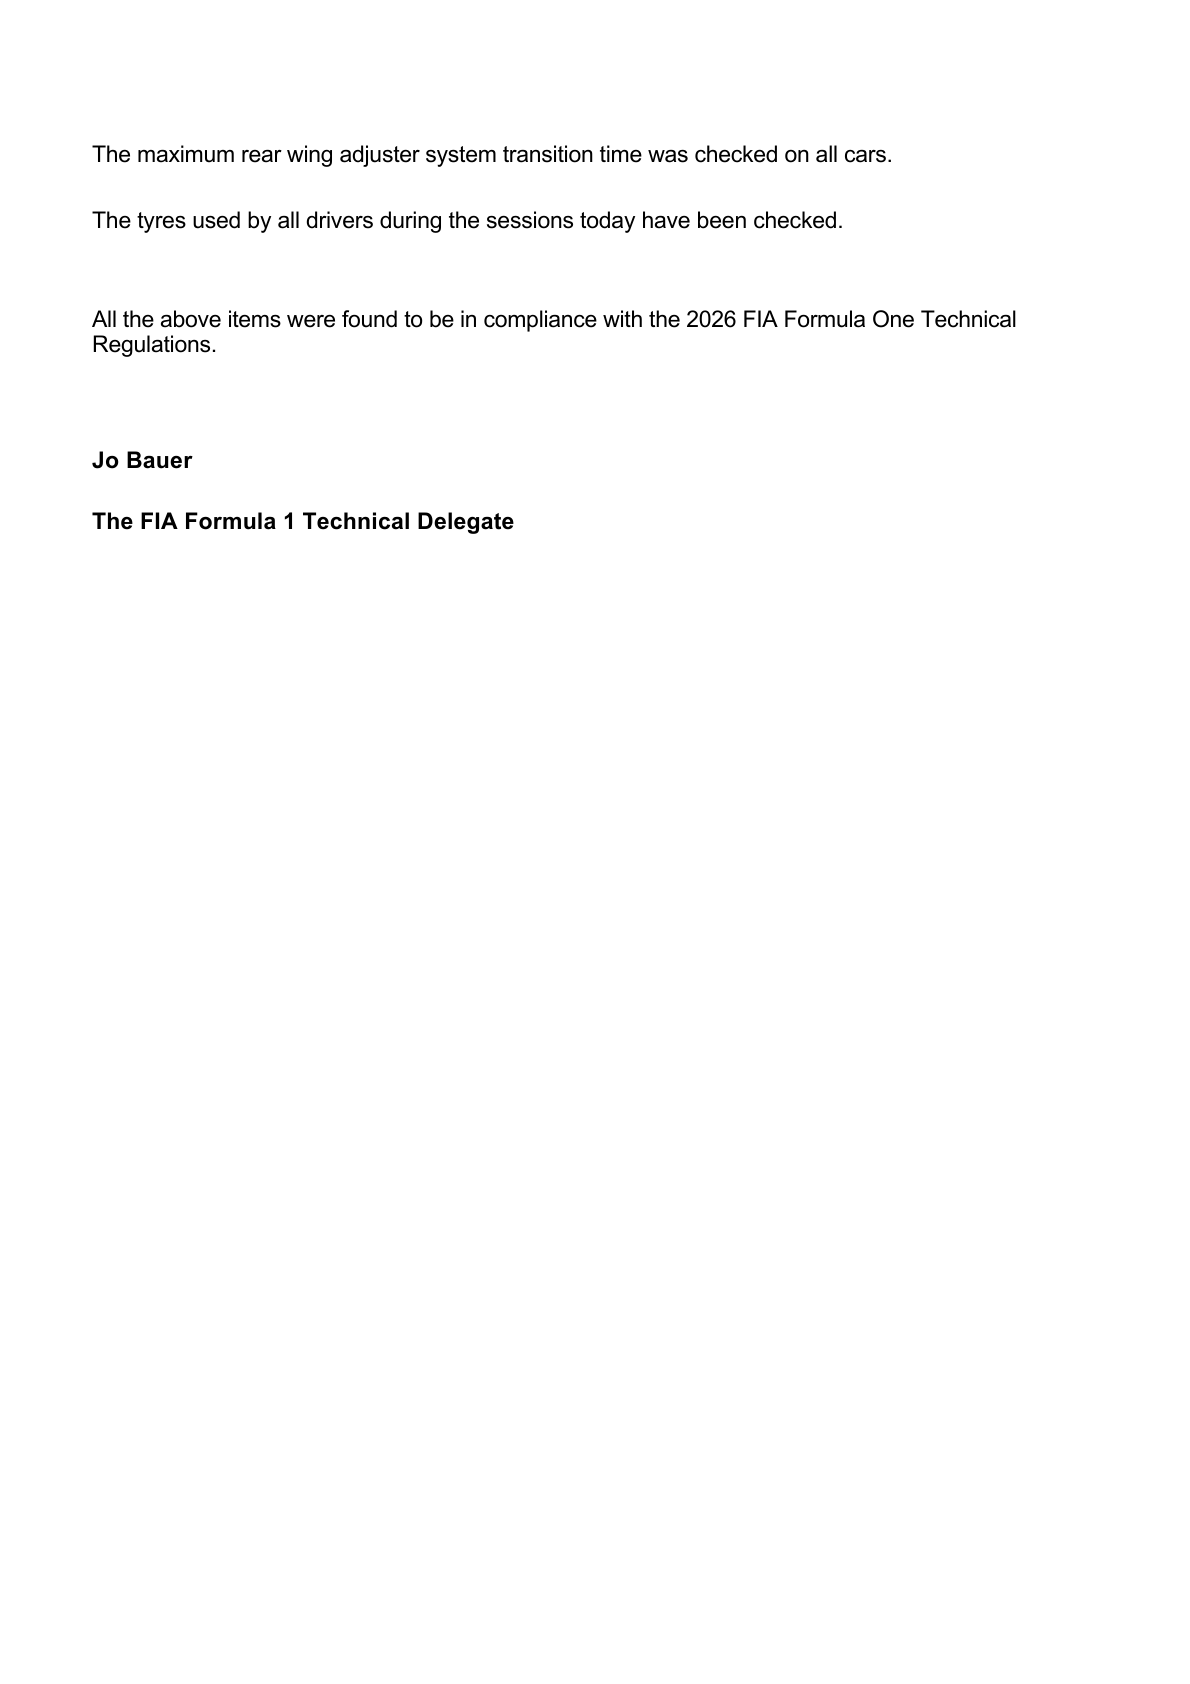 The maximum rear wing adjuster system transition time was checked on all cars.
The tyres used by all drivers during the sessions today have been checked.
All the above items were found to be in compliance with the 2026 FIA Formula One Technical
Regulations.
Jo Bauer
The FIA Formula 1 Technical Delegate